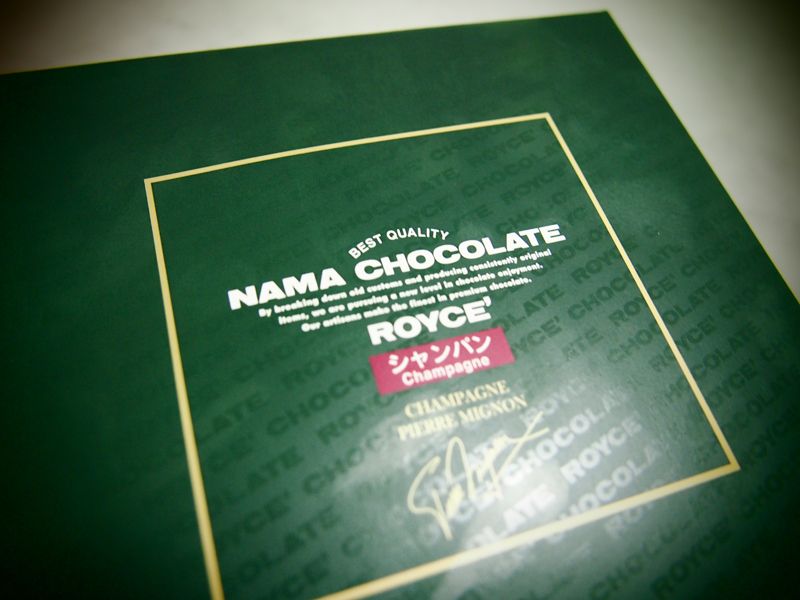 BEST QUALITY
NAMA CHOCOLATE
By breaking down old customs and producing consistently original
items, we are pursuing a new level in chocolate enjoyment.
Our artisans make the finest in premium chocolate.
ROYCE'
シャンパン
Champagne
CHAMPAGNE
PIERRE MIGNON